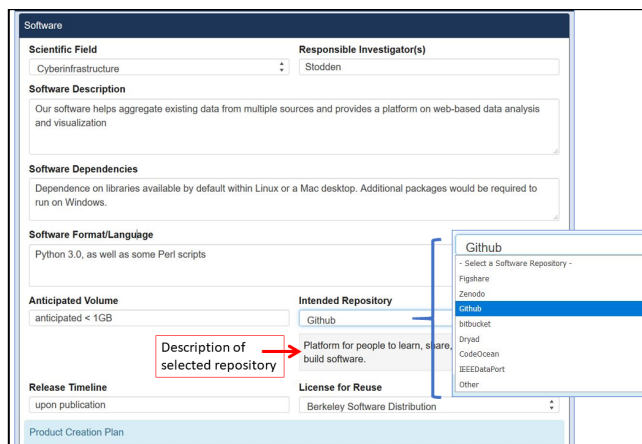 Software
Scientific Field
Responsible Investigator(s)
Cyberinfrastructure
Stodden
Software Description
Our software helps aggregate existing data from multiple sources and provides a platform on web-based data analysis
and visualization
Software Dependencies
Dependence on libraries available by default within Linux or a Mac desktop. Additional packages would be required to
run on Windows.
Software Format/Language
Python 3.0, as well as some Perl scripts
Anticipated Volume
Intended Repository
anticipated < 1GB
Github
Description of
selected repository
Platform for people to learn, share,
build software.
Release Timeline
License for Reuse
upon publication
Berkeley Software Distribution
Product Creation Plan
Github
- Select a Software Repository -
Figshare
Zenodo
Github
bitbucket
Dryad
CodeOcean
IEEEDataPort
Other